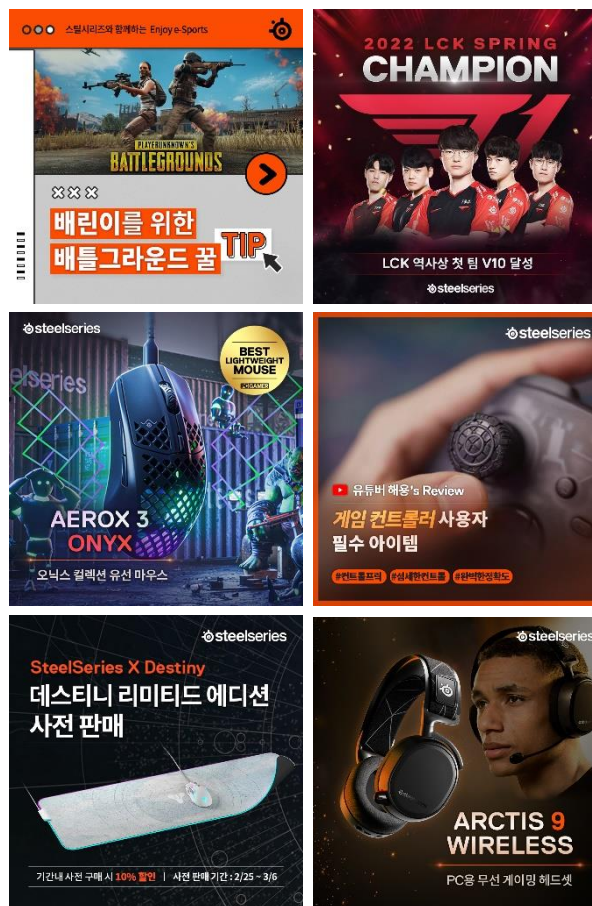 스틸시리즈와 함께하는 Enjoy e-Sports
PLAYERUNKNOWN'S
BATTLEGROUNDS
배린이를 위한
배틀그라운드 꿀
TIP
2022 LCK SPRING
CHAMPION
T1
LCK 역사상 첫 팀 V10 달성
steelseries
steelseries
elseries
BEST
LIGHTWEIGHT
MOUSE
PC GAMER
AEROX 3
ONYX
오닉스 컬렉션 유선 마우스
steelseries
유튜버 해용's Review
게임 컨트롤러 사용자
필수 아이템
#컨트롤프릭 #섬세한컨트롤 #완벽한정확도
steelseries
SteelSeries X Destiny
데스티니 리미티드 에디션
사전 판매
기간내 사전 구매 시 10% 할인 | 사전 판매 기간 : 2/25 ~ 3/6
steelseries
steelseries
ARCTIS 9
WIRELESS
PC용 무선 게이밍 헤드셋